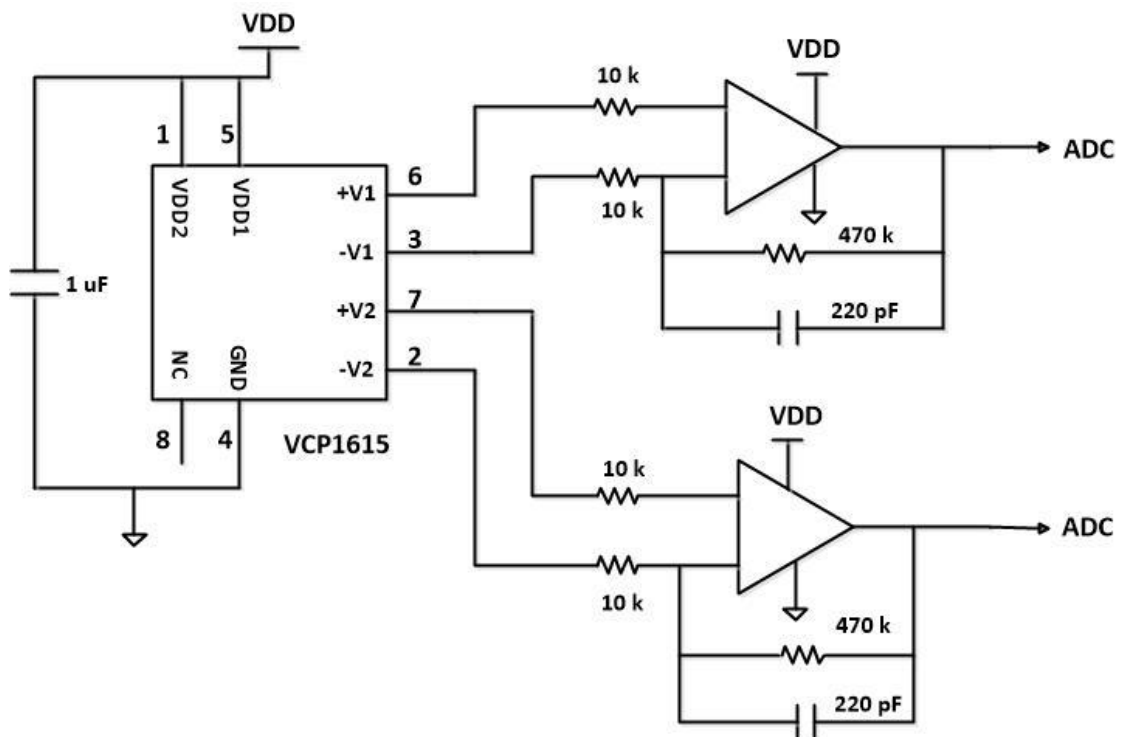 VDD
VDD
10 k
1
5
6
ADC
VDD2
VDD1
+V1
10 k
3
-V1
470 k
1 uF
7
+V2
220 pF
NC
GND
2
-V2
VDD
8
4
VCP1615
10 k
ADC
10 k
470 k
220 pF